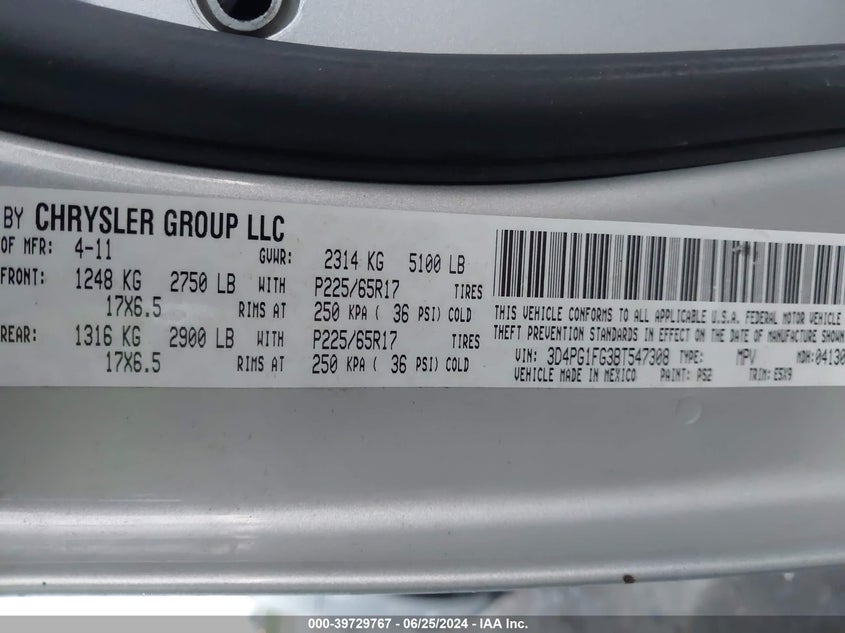 BY CHRYSLER GROUP LLC
OF MFR: 4-11 GVWR: 2314 KG 5100 LB
FRONT: 1248 KG 2750 LB WITH P225/65R17 TIRES
17X6.5 RIMS AT 250 KPA ( 36 PSI) COLD
REAR: 1316 KG 2900 LB WITH P225/65R17 TIRES
17X6.5 RIMS AT 250 KPA ( 36 PSI) COLD
THIS VEHICLE CONFORMS TO ALL APPLICABLE U.S.A. FEDERAL MOTOR VEHICLE
THEFT PREVENTION STANDARDS IN EFFECT ON THE DATE OF MANUFACTURE SHOWN
VIN: 3D4PG1FG3BT547308 TYPE: MPV MDH: 04130
VEHICLE MADE IN MEXICO PAINT: PS2 TRIM: E5X9
000-39729767 / 06/25/2024 / IAA Inc.